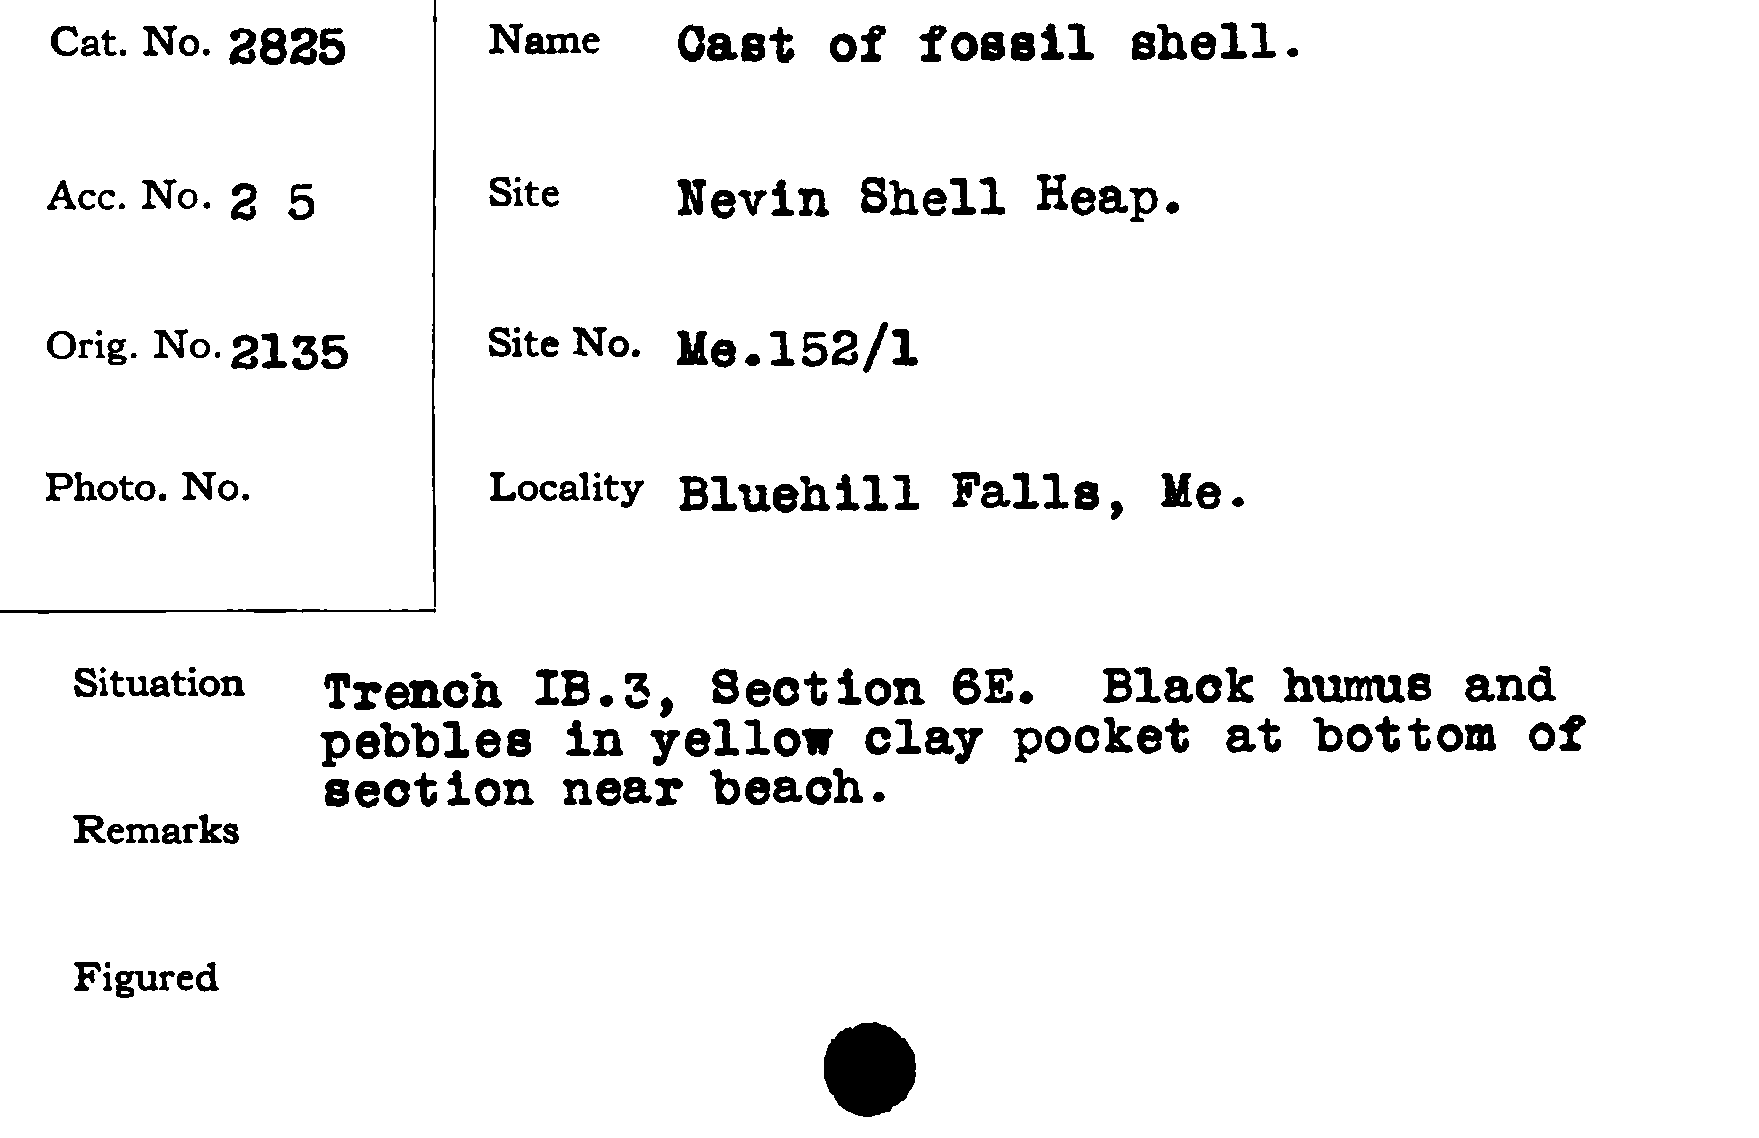 Cat. No. 2825
Name Cast of fossil shell.
Acc. No. 2 5
Site Nevin Shell Heap.
Orig. No. 2135
Site No. Me.152/1
Photo. No.
Locality Bluehill Falls, Me.
Situation Trench IB.3, Section 6E. Black humus and
pebbles in yellow clay pocket at bottom of
section near beach.
Remarks
Figured